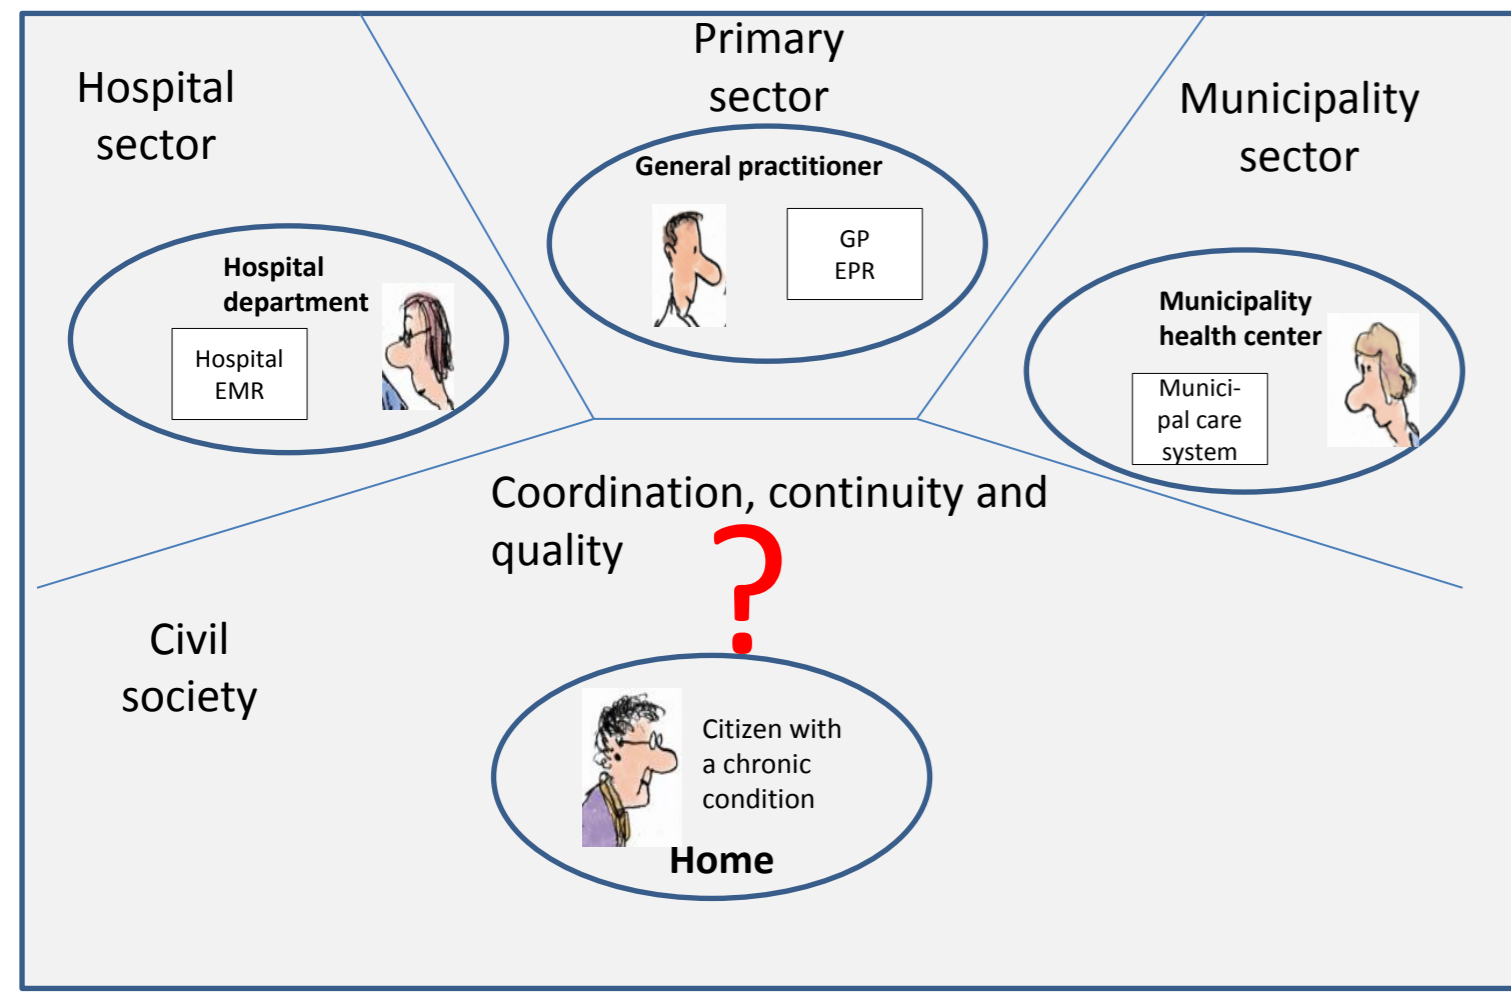 Hospital
sector
Primary
sector
Municipality
sector
Hospital
department
Hospital
EMR
General practitioner
GP
EPR
Municipality
health center
Munici-
pal care
system
Coordination, continuity and
quality
?
Civil
society
Citizen with
a chronic
condition
Home